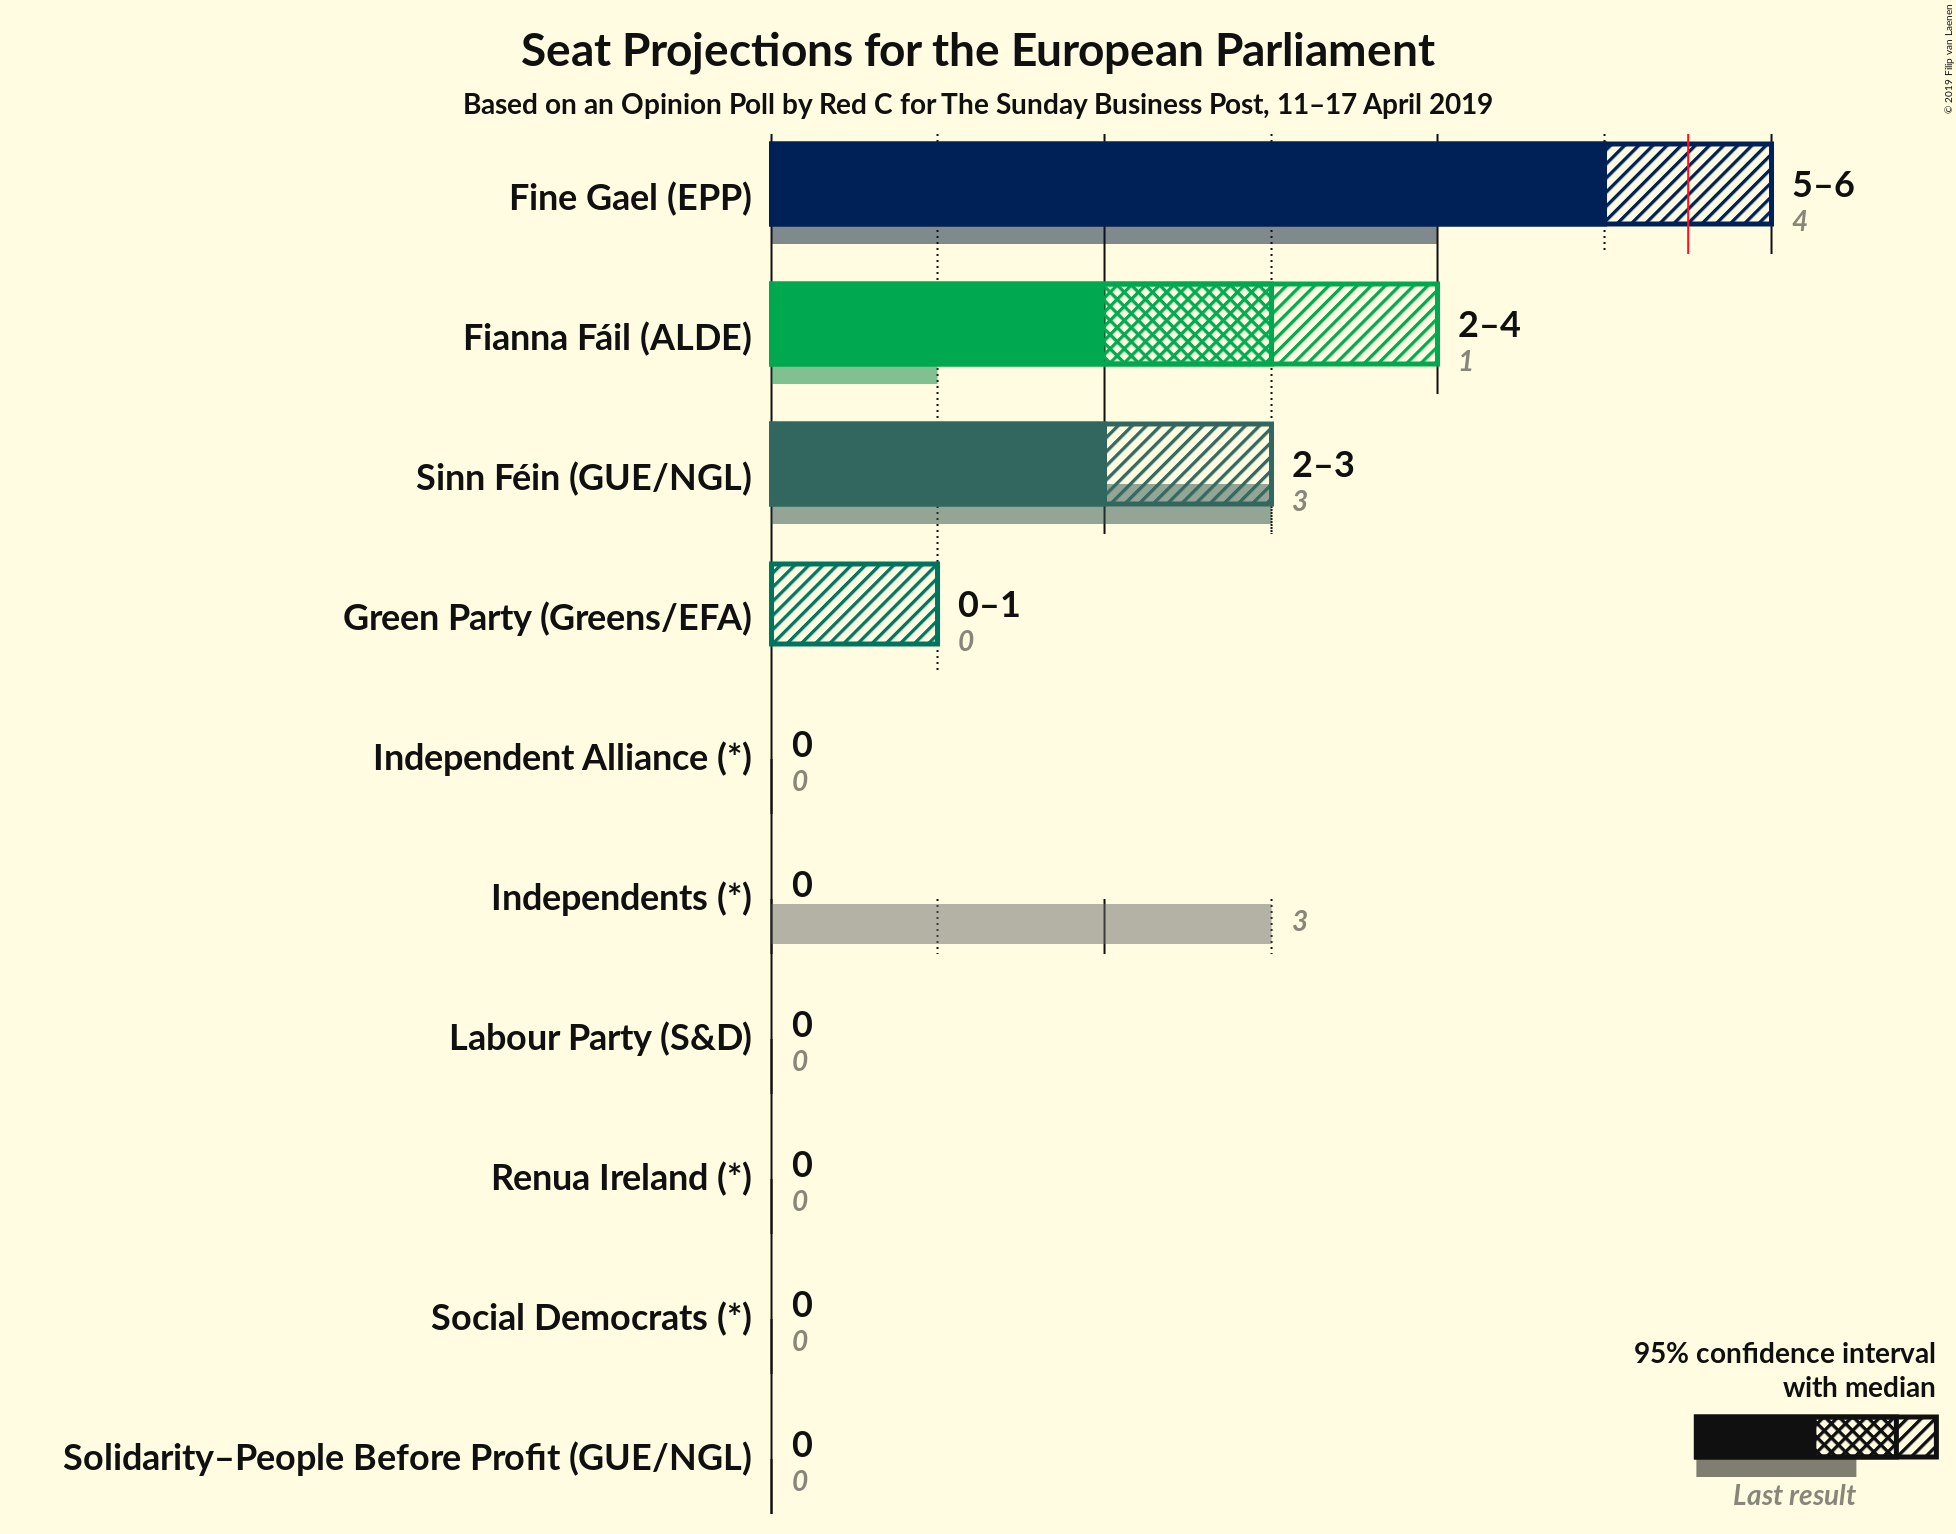 Seat Projections for the European Parliament
Based on an Opinion Poll by Red C for The Sunday Business Post, 11–17 April 2019
© 2019 Filip van Laenen
Fine Gael (EPP)
5–6
4
Fianna Fáil (ALDE)
2–4
1
Sinn Féin (GUE/NGL)
2–3
3
Green Party (Greens/EFA)
0–1
0
Independent Alliance (*)
0
0
Independents (*)
0
3
Labour Party (S&D)
0
0
Renua Ireland (*)
0
0
Social Democrats (*)
0
0
Solidarity–People Before Profit (GUE/NGL)
0
0
95% confidence interval
with median
Last result